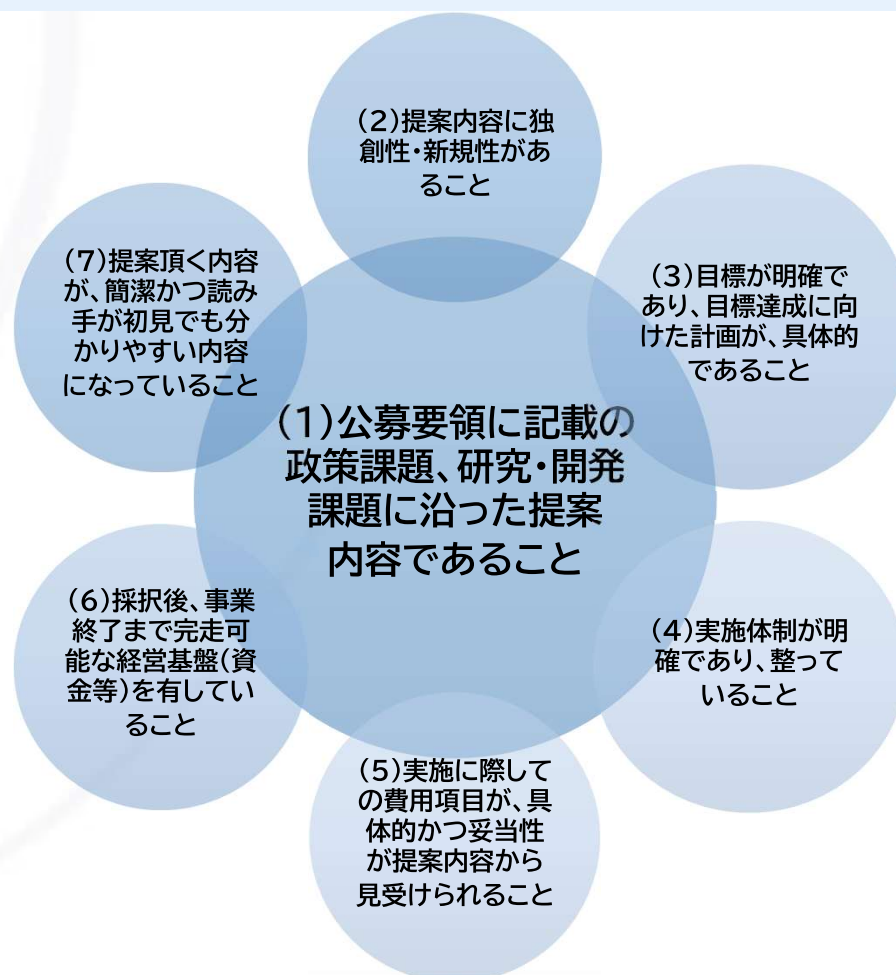 (1)公募要領に記載の
政策課題、研究・開発
課題に沿った提案
内容であること
(2)提案内容に独
創性・新規性があ
ること
(3)目標が明確で
あり、目標達成に向
けた計画が、具体的
であること
(4)実施体制が明
確であり、整って
いること
(5)実施に際して
の費用項目が、具
体的かつ妥当性
が提案内容から
見受けられること
(6)採択後、事業
終了まで完走可
能な経営基盤(資
金等)を有してい
ること
(7)提案頂く内容
が、簡潔かつ読み
手が初見でも分
かりやすい内容
になっていること